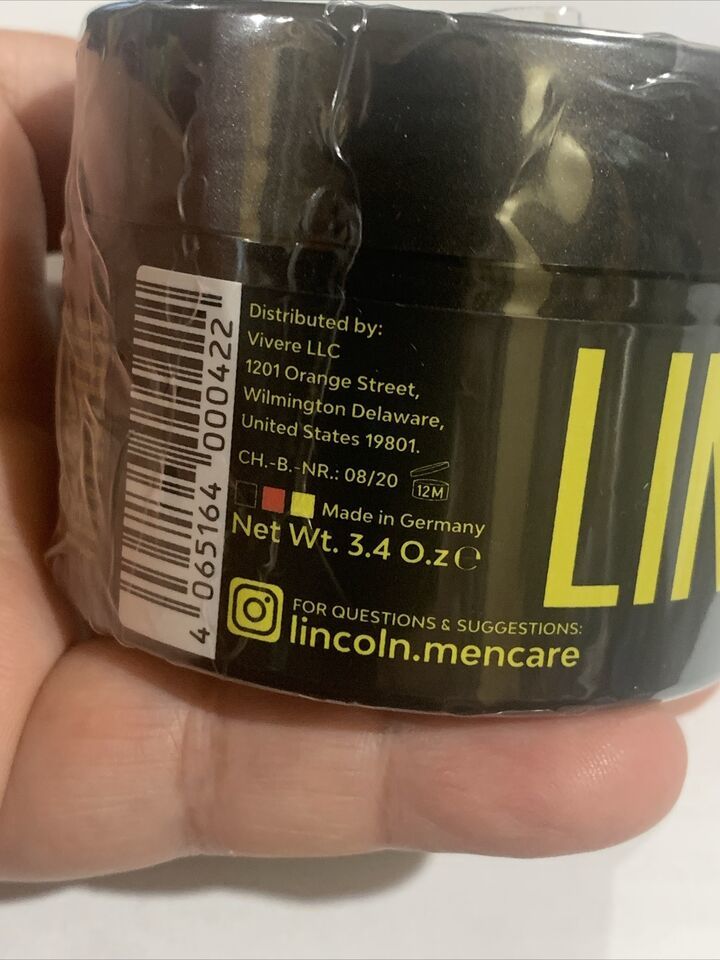 Distributed by:
Vivere LLC
1201 Orange Street,
Wilmington Delaware,
United States 19801.
CH.-B.-NR.: 08/20
12M
Made in Germany
Net Wt. 3.4 O.z ℮
FOR QUESTIONS & SUGGESTIONS:
lincoln.mencare
4 065164 000422
LIN